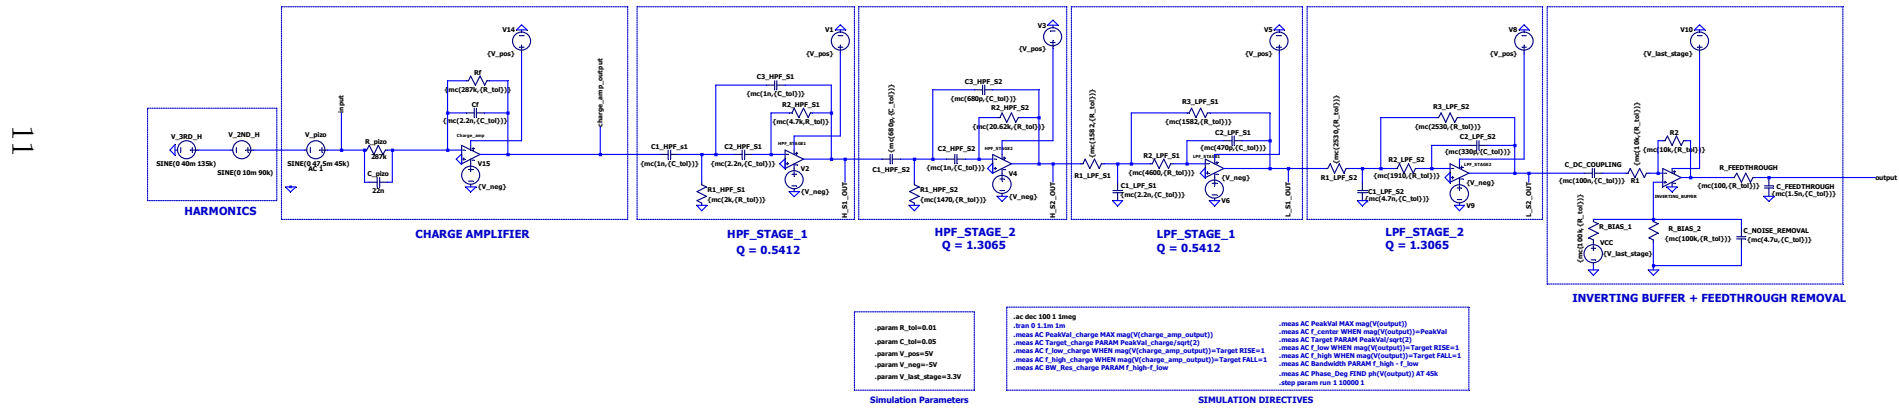 11
V_3RD_H
SINE(0 40m 135k)
V_2ND_H
SINE(0 10m 90k)
HARMONICS
V_pizo
SINE(0 47.5m 45k)
AC 1
input
R_pizo
287k
C_pizo
22n
Rf
{mc(287k,{R_tol})}
Cf
{mc(2.2n,{C_tol})}
Charge_amp
V14
{V_pos}
V15
{V_neg}
charge_amp_output
CHARGE AMPLIFIER
C1_HPF_s1
{mc(1n,{C_tol})}
R1_HPF_S1
{mc(2k,{R_tol})}
C2_HPF_S1
{mc(2.2n,{C_tol})}
C3_HPF_S1
{mc(1n,{C_tol})}
R2_HPF_S1
{mc(4.7k,R_tol)}
HPF_STAGE1
V1
{V_pos}
V2
{V_neg}
H_S1_OUT
HPF_STAGE_1
Q = 0.5412
{mc(680p,{C_tol})}
C1_HPF_S2
R1_HPF_S2
{mc(1470,{R_tol})}
C2_HPF_S2
{mc(1n,{C_tol})}
C3_HPF_S2
{mc(680p,{C_tol})}
R2_HPF_S2
{mc(20.62k,{R_tol})}
HPF_STAGE2
V3
{V_pos}
V4
{V_neg}
H_S2_OUT
HPF_STAGE_2
Q = 1.3065
{mc(1582,{R_tol})}
R1_LPF_S1
C1_LPF_S1
{mc(2.2n,{C_tol})}
R2_LPF_S1
{mc(4600,{R_tol})}
R3_LPF_S1
{mc(1582,{R_tol})}
C2_LPF_S1
{mc(470p,{C_tol})}
LPF_STAGE1
V5
{V_pos}
V6
{V_neg}
L_S1_OUT
LPF_STAGE_1
Q = 0.5412
{mc(2530,{R_tol})}
R1_LPF_S2
C1_LPF_S2
{mc(4.7n,{C_tol})}
R2_LPF_S2
{mc(1910,{R_tol})}
R3_LPF_S2
{mc(2530,{R_tol})}
C2_LPF_S2
{mc(330p,{C_tol})}
LPF_STAGE2
V8
{V_pos}
V9
{V_neg}
L_S2_OUT
LPF_STAGE_2
Q = 1.3065
C_DC_COUPLING
{mc(100n,{C_tol})}
{mc(10k,{R_tol})}
R1
R2
{mc(10k,{R_tol})}
INVERTING_BUFFER
V10
{V_last_stage}
R_FEEDTHROUGH
{mc(100,{R_tol})}
C_FEEDTHROUGH
{mc(1.5n,{C_tol})}
output
{mc(100k,{R_tol})}
R_BIAS_1
VCC
{V_last_stage}
R_BIAS_2
{mc(100k,{R_tol})}
C_NOISE_REMOVAL
{mc(4.7u,{C_tol})}
INVERTING BUFFER + FEEDTHROUGH REMOVAL
.param R_tol=0.01
.param C_tol=0.05
.param V_pos=5V
.param V_neg=-5V
.param V_last_stage=3.3V
Simulation Parameters
.ac dec 100 1 1meg
.tran 0 1.1m 1m
.meas AC PeakVal_charge MAX mag(V(charge_amp_output))
.meas AC Target_charge PARAM PeakVal_charge/sqrt(2)
.meas AC f_low_charge WHEN mag(V(charge_amp_output))=Target RISE=1
.meas AC f_high_charge WHEN mag(V(charge_amp_output))=Target FALL=1
.meas AC BW_Res_charge PARAM f_high-f_low
.meas AC PeakVal MAX mag(V(output))
.meas AC f_center WHEN mag(V(output))=PeakVal
.meas AC Target PARAM PeakVal/sqrt(2)
.meas AC f_low WHEN mag(V(output))=Target RISE=1
.meas AC f_high WHEN mag(V(output))=Target FALL=1
.meas AC Bandwidth PARAM f_high - f_low
.meas AC Phase_Deg FIND ph(V(output)) AT 45k
.step param run 1 10000 1
SIMULATION DIRECTIVES